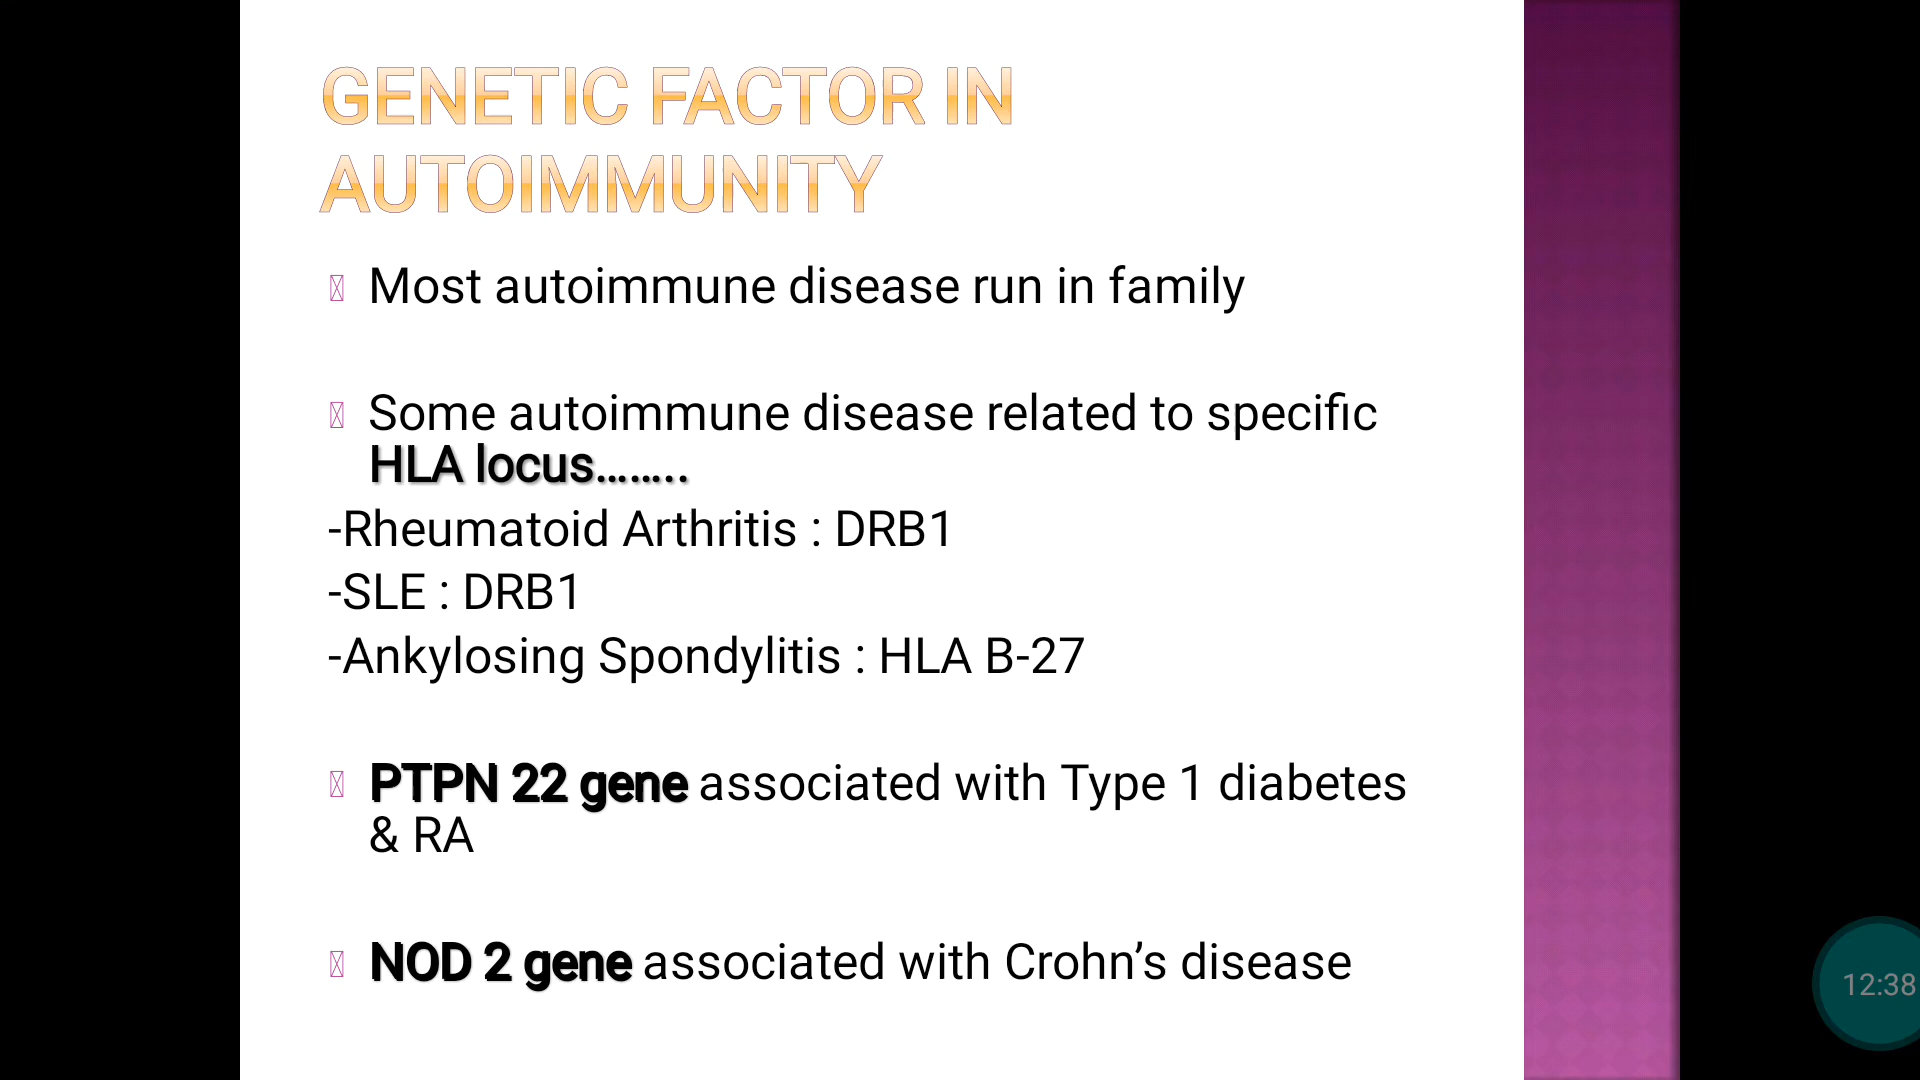 GENETIC FACTOR IN
AUTOIMMUNITY
Most autoimmune disease run in family
Some autoimmune disease related to specific
HLA locus........
-Rheumatoid Arthritis : DRB1
-SLE : DRB1
-Ankylosing Spondylitis : HLA B-27
PTPN 22 gene associated with Type 1 diabetes
& RA
NOD 2 gene associated with Crohn’s disease
12:38